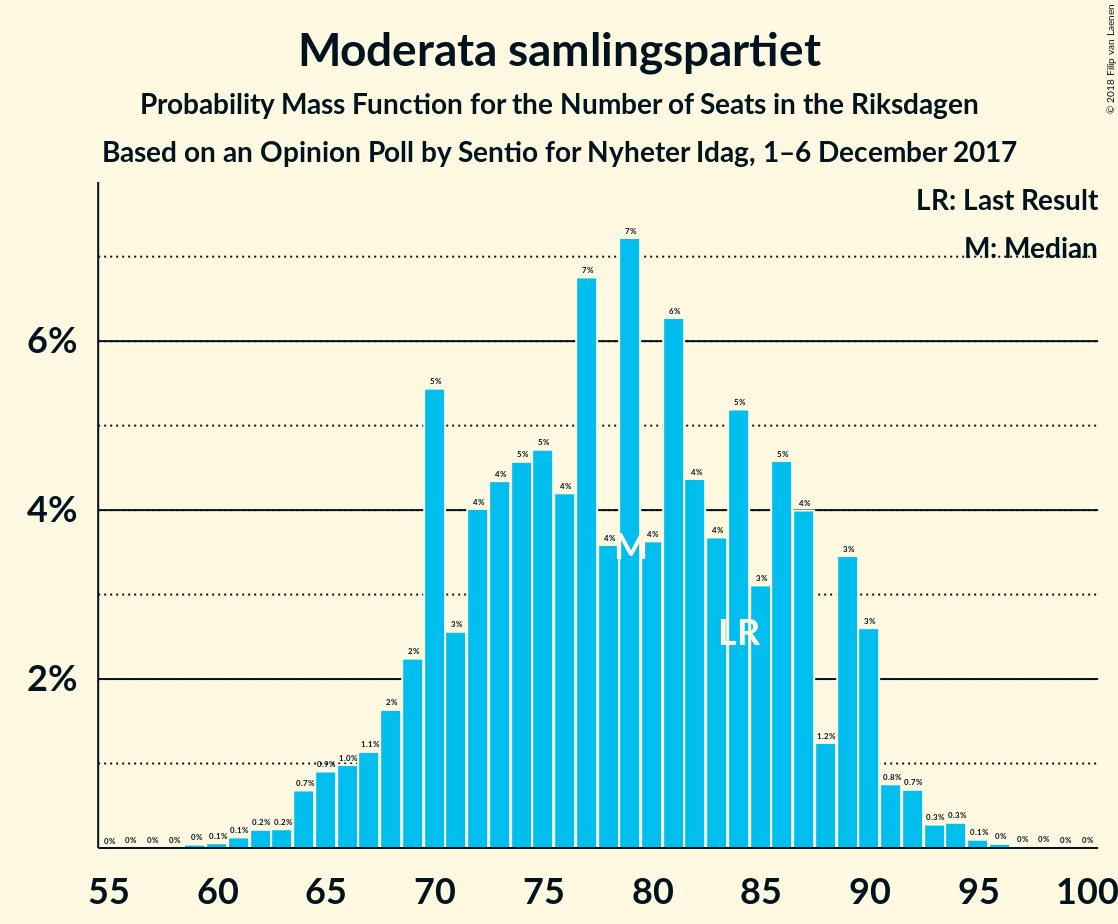 Moderata samlingspartiet
Probability Mass Function for the Number of Seats in the Riksdagen
Based on an Opinion Poll by Sentio for Nyheter Idag, 1–6 December 2017
© 2018 Filip van Laenen
LR: Last Result
M: Median
6%
4%
2%
0% 0% 0% 0% 0% 0.1% 0.1% 0.2% 0.2% 0.7% 0.9% 1.0% 1.1% 2% 2% 5% 3% 4% 4% 5% 5% 4% 7% 4% 7% 4% 6% 4% 4% 5% 3% 5% 4% 1.2% 3% 3% 0.8% 0.7% 0.3% 0.3% 0.1% 0% 0% 0% 0% 0%
M
LR
55 60 65 70 75 80 85 90 95 100